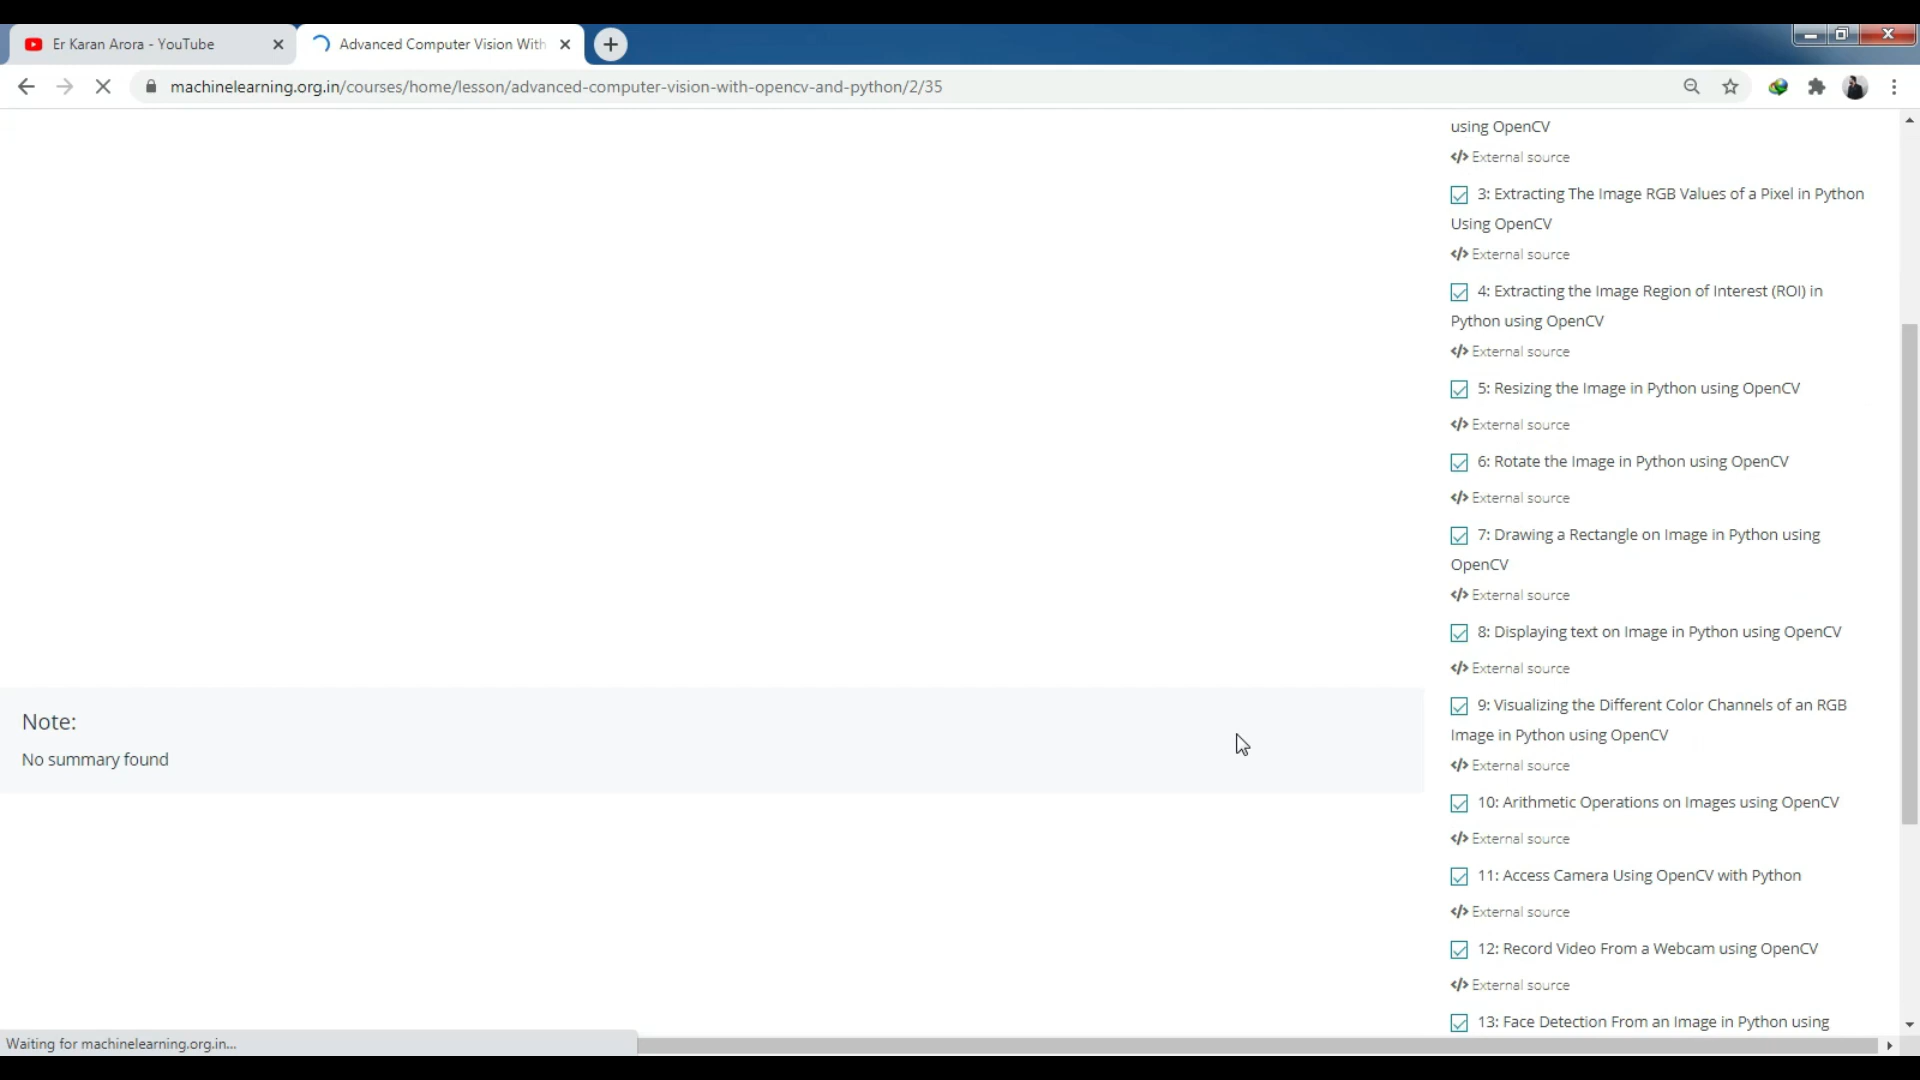 Er Karan Arora - YouTube
Advanced Computer Vision With
machinelearning.org.in/courses/home/lesson/advanced-computer-vision-with-opencv-and-python/2/35
using OpenCV
</> External source
3: Extracting The Image RGB Values of a Pixel in Python
Using OpenCV
</> External source
4: Extracting the Image Region of Interest (ROI) in
Python using OpenCV
</> External source
5: Resizing the Image in Python using OpenCV
</> External source
6: Rotate the Image in Python using OpenCV
</> External source
7: Drawing a Rectangle on Image in Python using
OpenCV
</> External source
8: Displaying text on Image in Python using OpenCV
</> External source
9: Visualizing the Different Color Channels of an RGB
Image in Python using OpenCV
</> External source
10: Arithmetic Operations on Images using OpenCV
</> External source
11: Access Camera Using OpenCV with Python
</> External source
12: Record Video From a Webcam using OpenCV
</> External source
13: Face Detection From an Image in Python using
Note:
No summary found
Waiting for machinelearning.org.in...